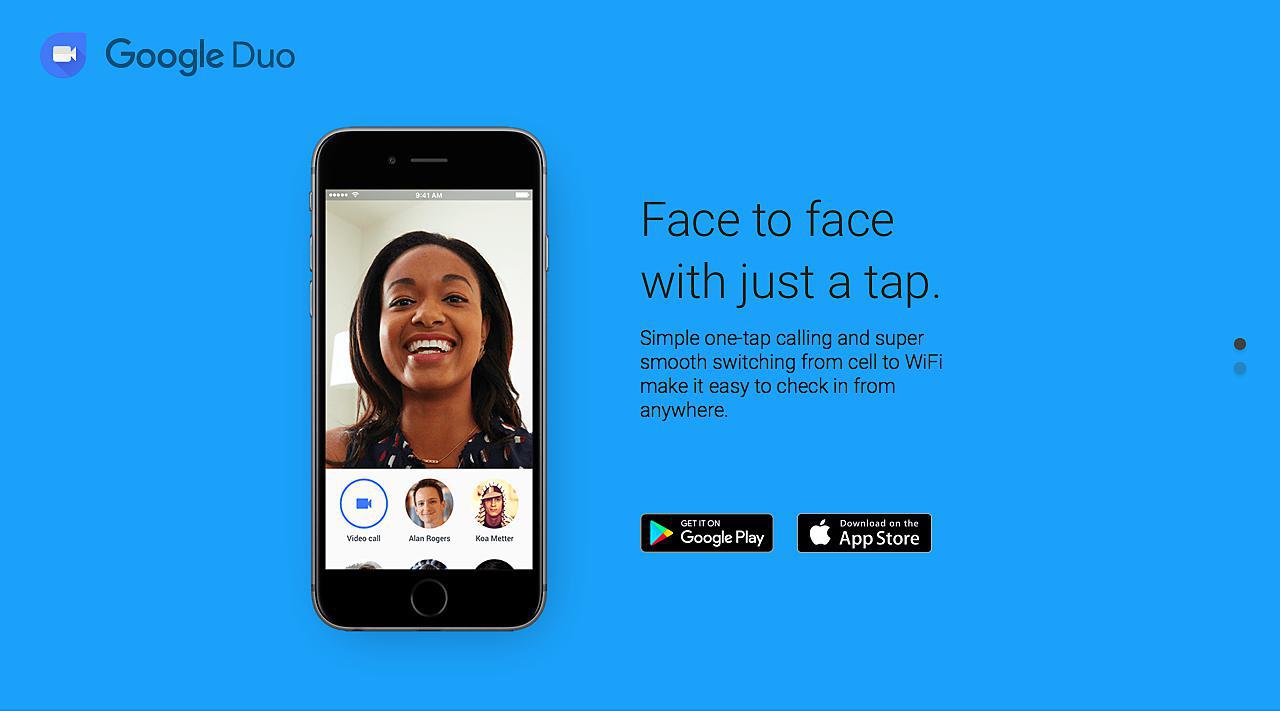 Google Duo
9:41 AM
Face to face
with just a tap.
Simple one-tap calling and super
smooth switching from cell to WiFi
make it easy to check in from
anywhere.
Video call
Alan Rogers
Koa Metter
GET IT ON
Google Play
Download on the
App Store